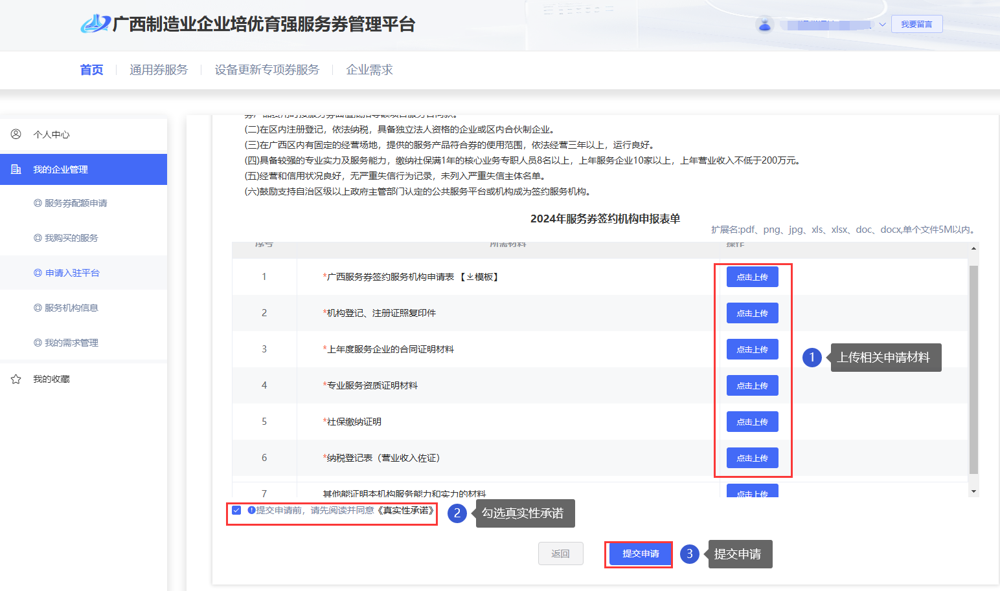 广西制造业企业培优育强服务券管理平台
我要留言
首页
通用券服务
设备更新专项券服务
企业需求
个人中心
我的企业管理
服务券配额申请
我购买的服务
申请入驻平台
服务机构信息
我的需求管理
我的收藏
(二)在区内注册登记，依法纳税，具备独立法人资格的企业或区内合伙制企业。
(三)在广西区内有固定的经营场地，提供的服务产品符合券的使用范围，依法经营三年以上，运行良好。
(四)具备较强的专业实力及服务能力，缴纳社保满1年的核心业务专职人员8名以上，上年服务企业10家以上，上年营业收入不低于200万元。
(五)经营和信用状况良好，无严重失信行为记录，未列入严重失信主体名单。
(六)鼓励支持自治区级以上政府主管部门认定的公共服务平台或机构成为签约服务机构。
2024年服务券签约机构申报表单
扩展名:pdf、png、jpg、xls、xlsx、doc、docx,单个文件5M以内。
序号 所需材料 操作
1 *广西服务券签约服务机构申请表 【模板】 点击上传
2 *机构登记、注册证照复印件 点击上传
3 *上年度服务企业的合同证明材料 点击上传
4 *专业服务资质证明材料 点击上传
5 *社保缴纳证明 点击上传
6 *纳税登记表（营业收入佐证） 点击上传
7 其他能证明本机构服务能力和实力的材料 点击上传
1 上传相关申请材料
提交申请前，请先阅读并同意《真实性承诺》
2 勾选真实性承诺
返回
提交申请
3 提交申请